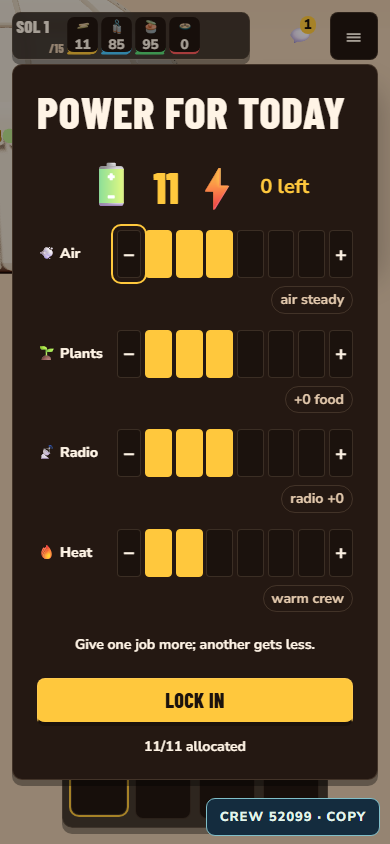 SOL 1
/15
11
85
95
0
1
POWER FOR TODAY
11
0 left
Air
−
+
air steady
Plants
−
+
+0 food
Radio
−
+
radio +0
Heat
−
+
warm crew
Give one job more; another gets less.
LOCK IN
11/11 allocated
CREW 52099 · COPY